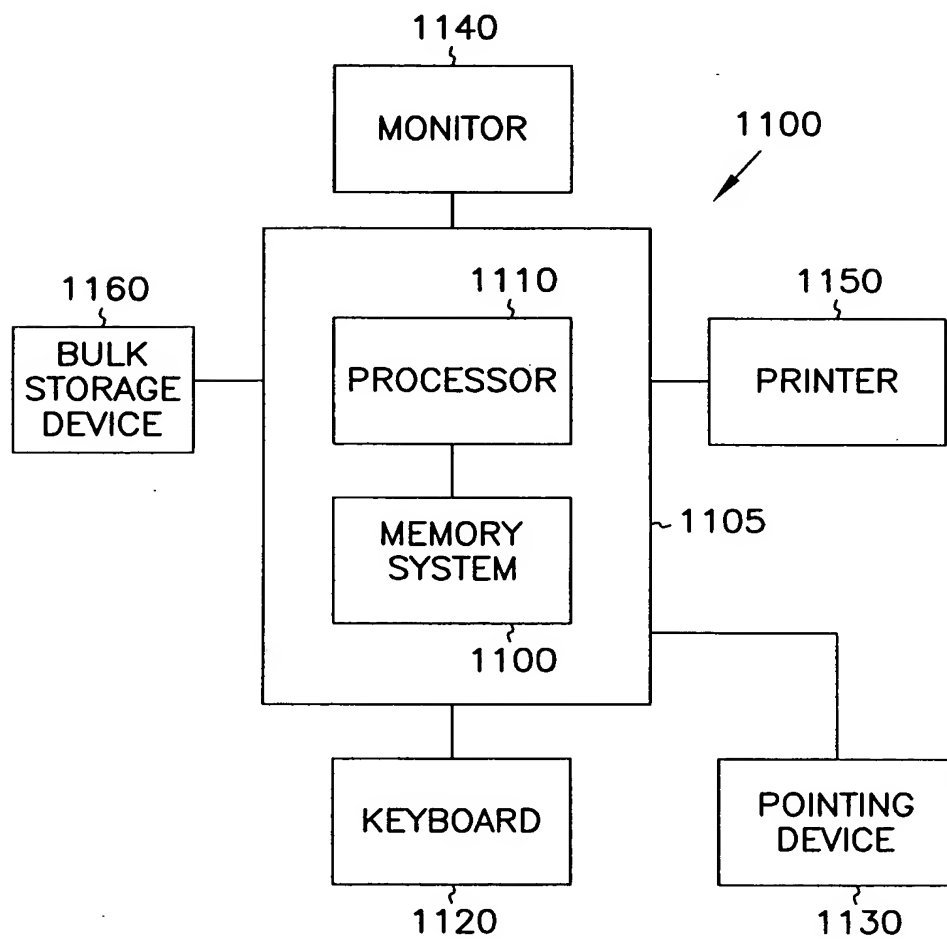 1140
MONITOR
1100
1160
BULK
STORAGE
DEVICE
1110
PROCESSOR
1150
PRINTER
MEMORY
SYSTEM
1105
1100
KEYBOARD
1120
POINTING
DEVICE
1130